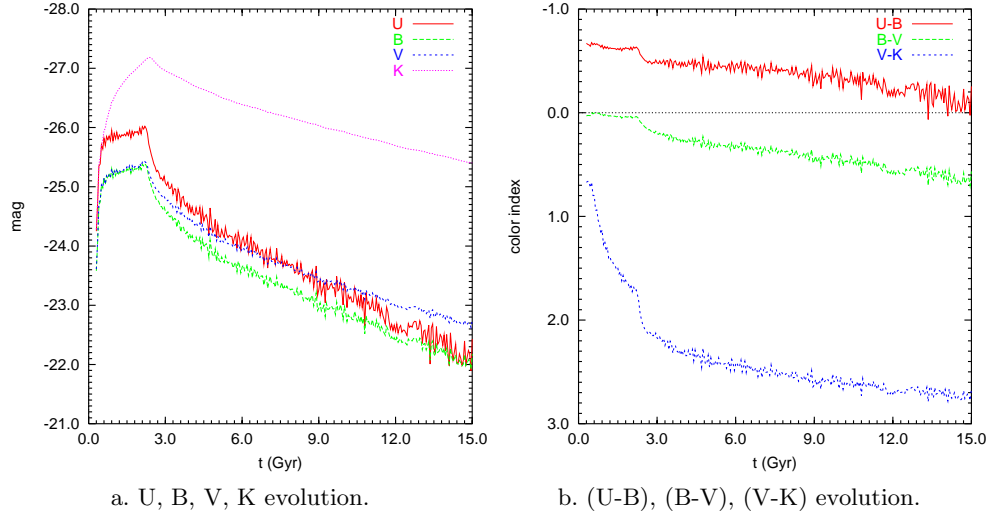 -28.0
-27.0
-26.0
-25.0
-24.0
-23.0
-22.0
-21.0
mag
U
B
V
K
0.0 3.0 6.0 9.0 12.0 15.0
t (Gyr)
a. U, B, V, K evolution.
-1.0
0.0
1.0
2.0
3.0
color index
U-B
B-V
V-K
0.0 3.0 6.0 9.0 12.0 15.0
t (Gyr)
b. (U-B), (B-V), (V-K) evolution.